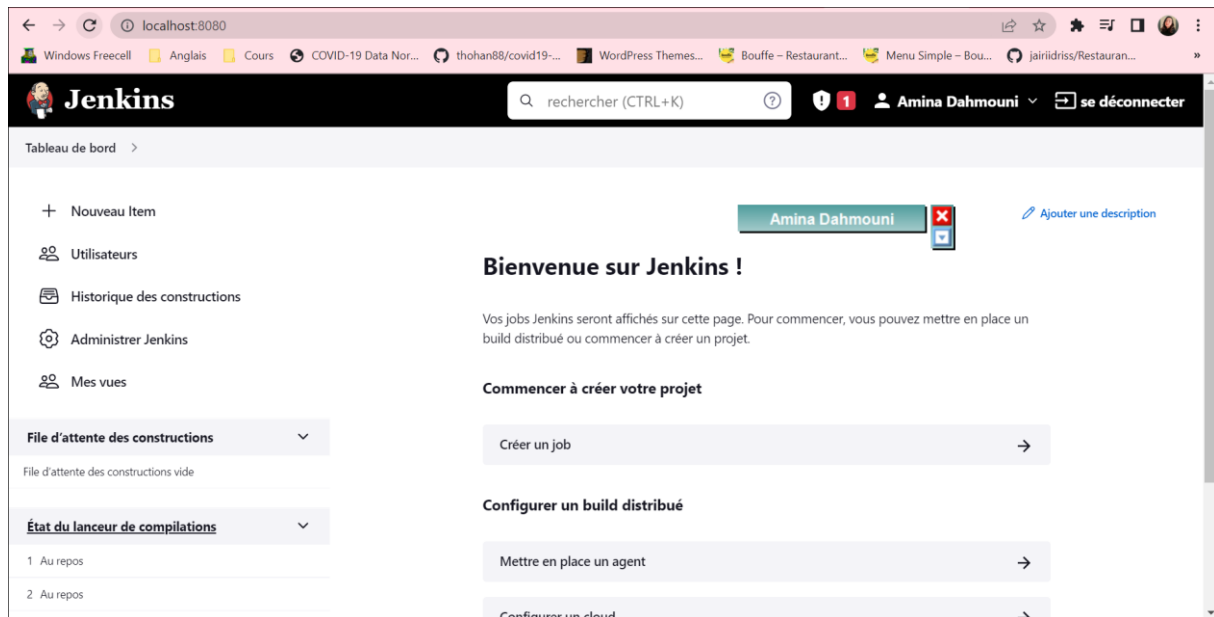 localhost:8080
Windows Freecell Anglais Cours COVID-19 Data Nor... thohan88/covid19-... WordPress Themes... Bouffe – Restaurant... Menu Simple – Bou... jairiidriss/Restauran... »
Jenkins rechercher (CTRL+K) 1 Amina Dahmouni se déconnecter
Tableau de bord
Nouveau Item
Utilisateurs
Historique des constructions
Administrer Jenkins
Mes vues
File d'attente des constructions
File d'attente des constructions vide
État du lanceur de compilations
1 Au repos
2 Au repos
Amina Dahmouni
Ajouter une description
Bienvenue sur Jenkins !
Vos jobs Jenkins seront affichés sur cette page. Pour commencer, vous pouvez mettre en place un
build distribué ou commencer à créer un projet.
Commencer à créer votre projet
Créer un job
Configurer un build distribué
Mettre en place un agent
Configurer un cloud